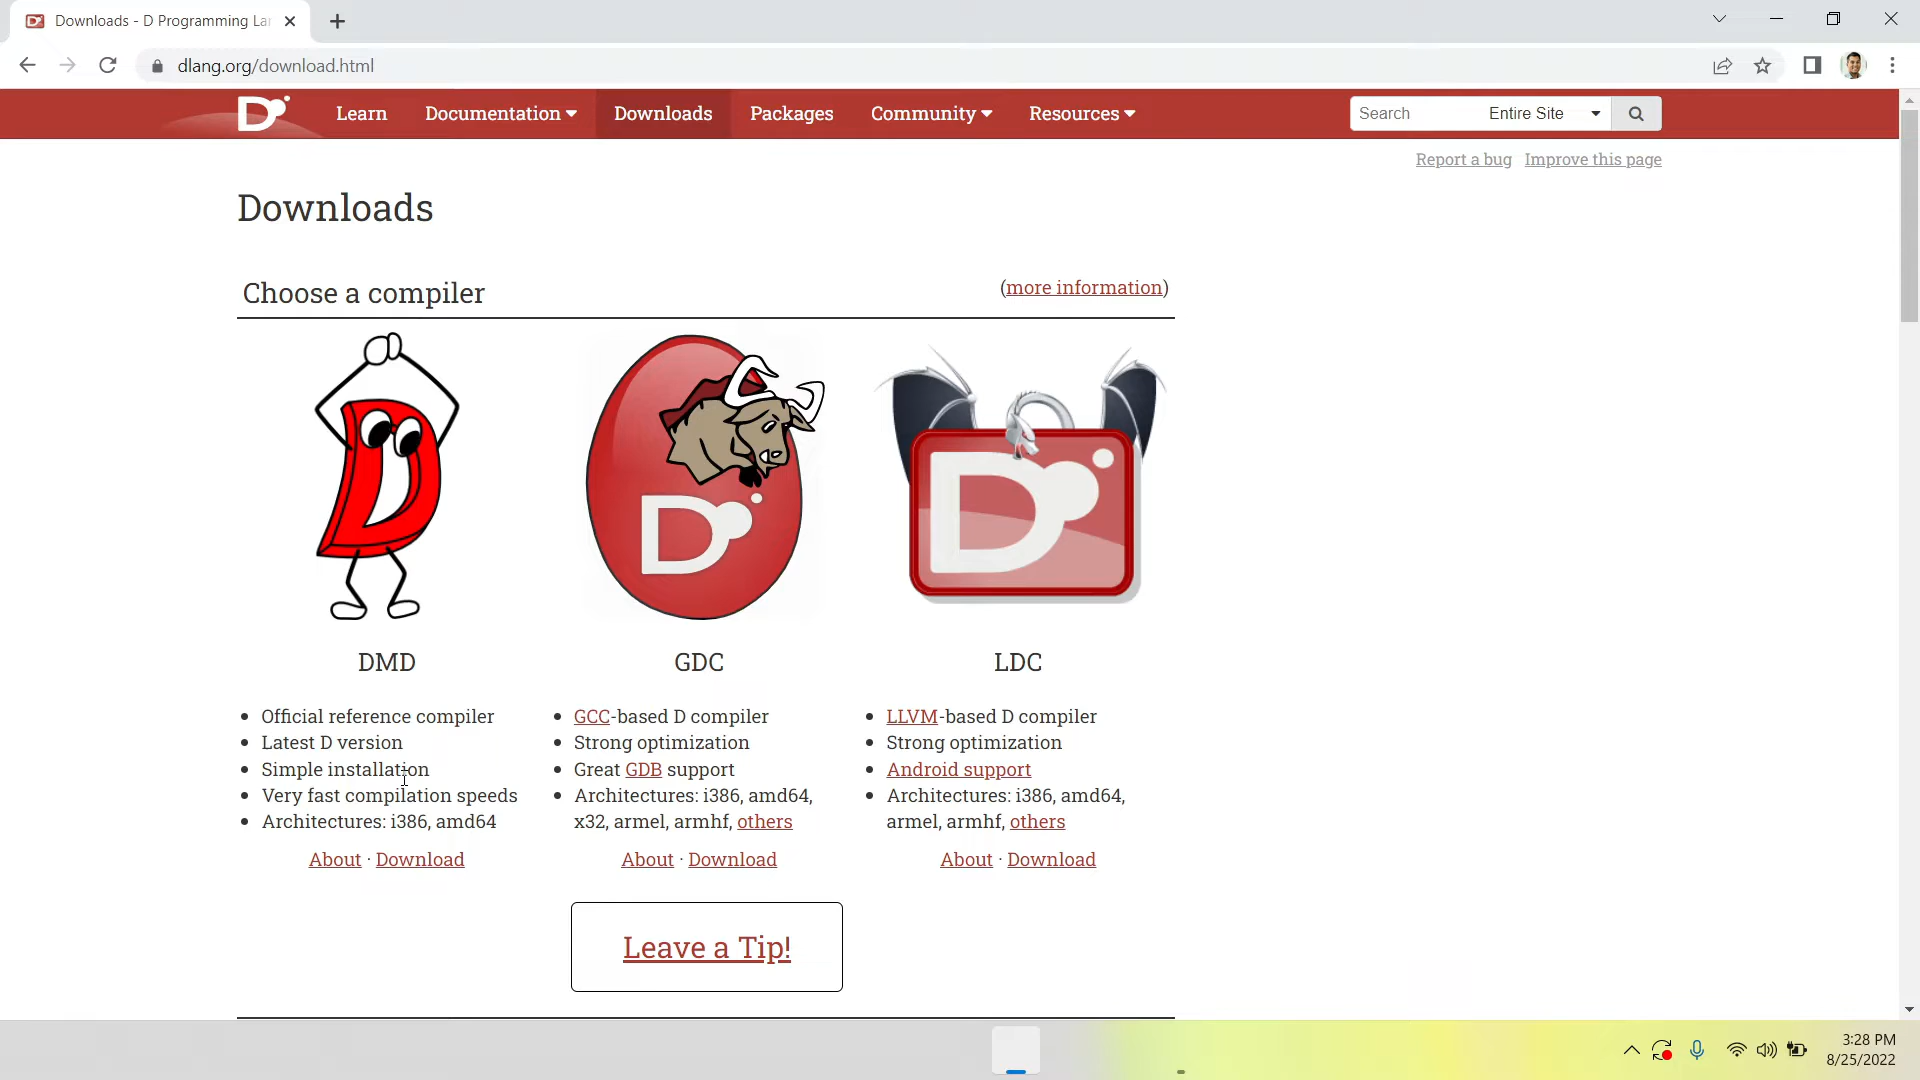 Downloads - D Programming Lar
dlang.org/download.html
Learn Documentation Downloads Packages Community Resources Search Entire Site
Report a bug Improve this page
Downloads
Choose a compiler (more information)
D
D
D
DMD GDC LDC
Official reference compiler
Latest D version
Simple installation
Very fast compilation speeds
Architectures: i386, amd64
About · Download
GCC-based D compiler
Strong optimization
Great GDB support
Architectures: i386, amd64,
x32, armel, armhf, others
About · Download
LLVM-based D compiler
Strong optimization
Android support
Architectures: i386, amd64,
armel, armhf, others
About · Download
Leave a Tip!
3:28 PM
8/25/2022